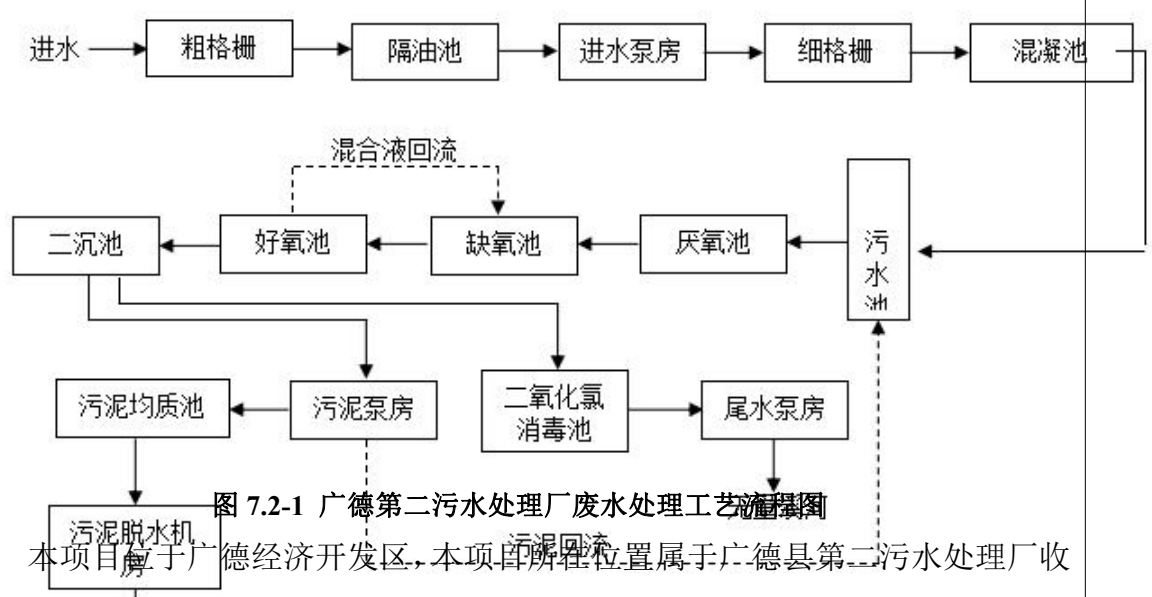 进水 粗格栅 隔油池 进水泵房 细格栅 混凝池
混合液回流
二沉池 好氧池 缺氧池 厌氧池 污水池
污泥均质池 污泥泵房 二氧化氯消毒池 尾水泵房
图 7.2-1 广德第二污水处理厂废水处理工艺流程图
污泥脱水机房
污泥回流
本项目位于广德经济开发区，本项目所在位置属于广德县第二污水处理厂收